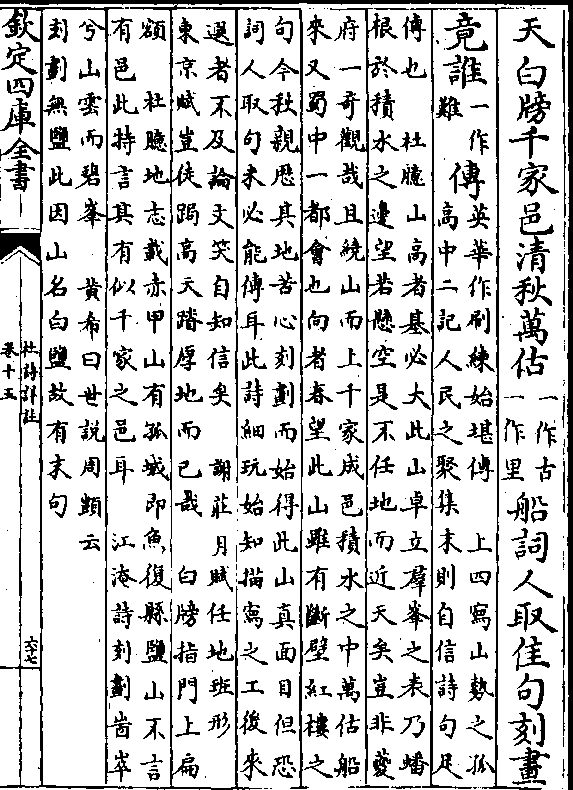 天白牓千家邑清秋萬估一作古一作里船詞人取佳句刻畫
竟誰一作難傳
英華作刷練始堪傳 上四寫山勢之孤
高中二記人民之聚集末則自信詩句足
傳也 杜臆山高者基必大此山卓立羣峯之表乃蟠
根於積水之邊望若懸空是不任地而近天矣豈非夔
府一奇觀哉且繞山而上千家成邑積水之中萬估船
來又蜀中一都會也向者春望此山雖有斷壁紅樓之
句今秋親歷其地苦心刻劃而始得此山真面目但恐
詞人取句未必能傳耳此詩細玩始知描寫之工後來
選者不及論文笑自知信矣 謝莊月賦任地班形
東京賦豈徒跼高天蹐厚地而已哉 白牓指門上扁
額 杜臆地志載赤甲山有孤城即魚復縣鹽山不言
有邑此特言其有似千家之邑耳 江淹詩刻劃崒
兮山雲而碧峯 黄希曰世説周顗云
刻劃無鹽此因山名白鹽故有末句
欽定四庫全書
杜詩詳註
卷十五
六七